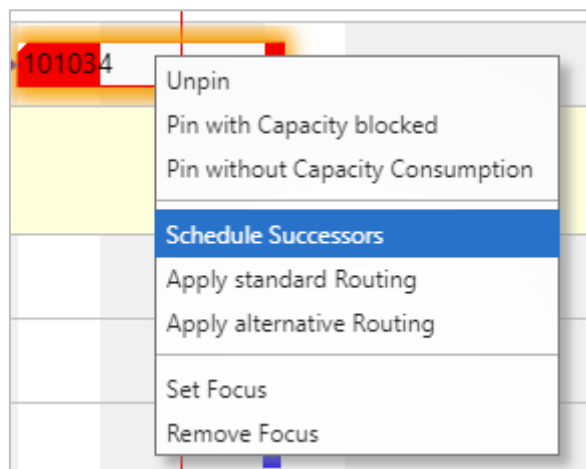 101034
Unpin
Pin with Capacity blocked
Pin without Capacity Consumption
Schedule Successors
Apply standard Routing
Apply alternative Routing
Set Focus
Remove Focus